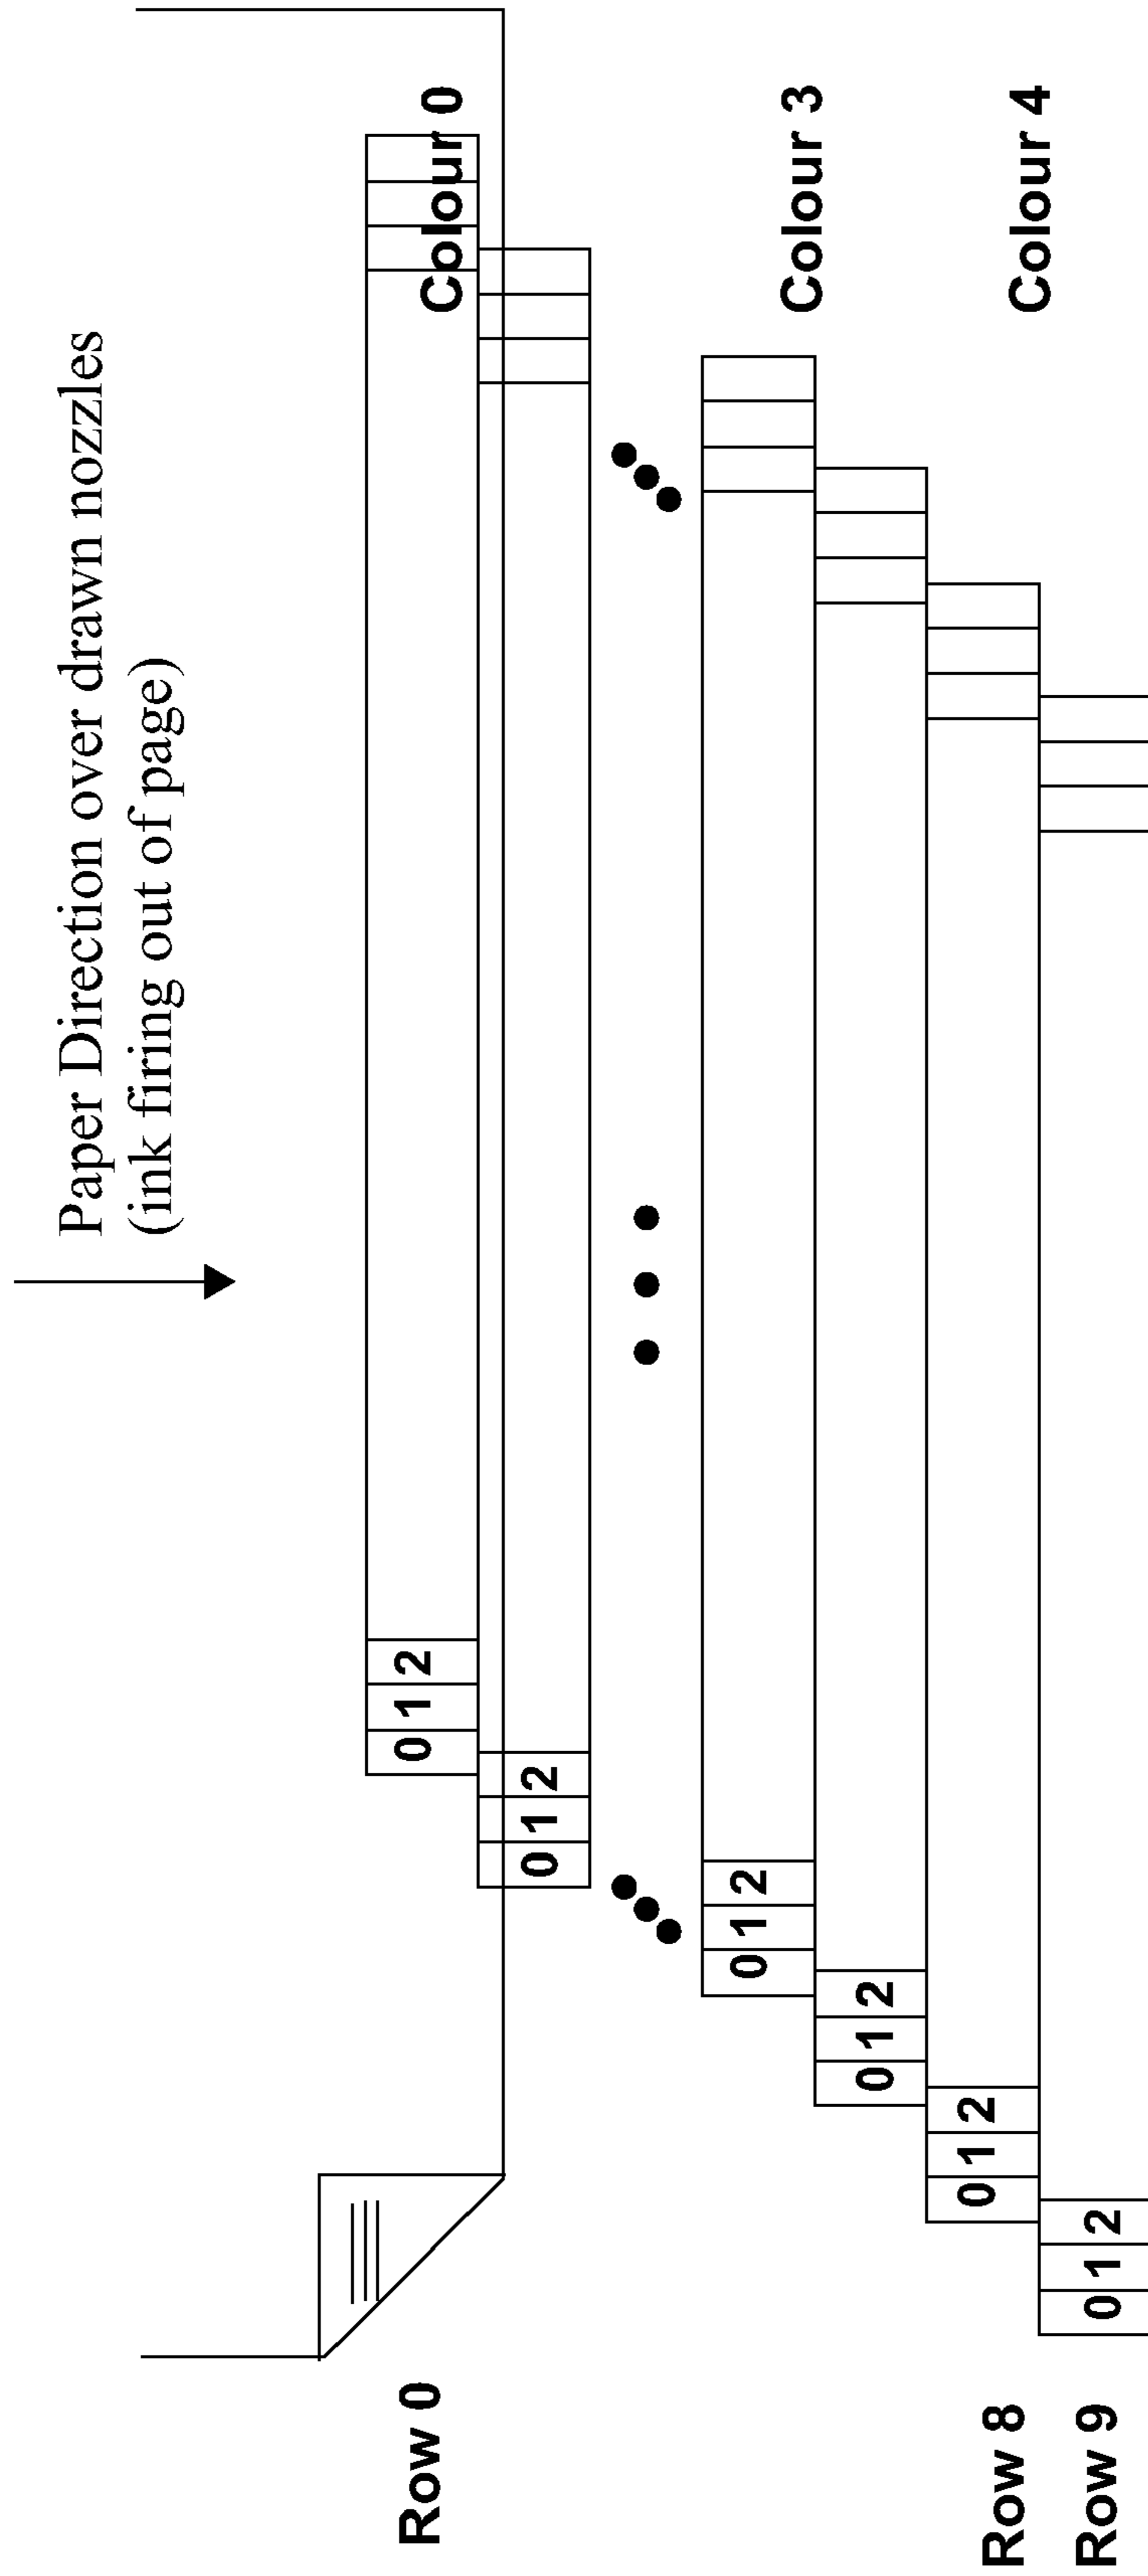 Paper Direction over drawn nozzles
(ink firing out of page)
Row 0
0 1 2
Colour 0
0 1 2
0 1 2
Colour 3
0 1 2
Row 8
0 1 2
Colour 4
Row 9
0 1 2